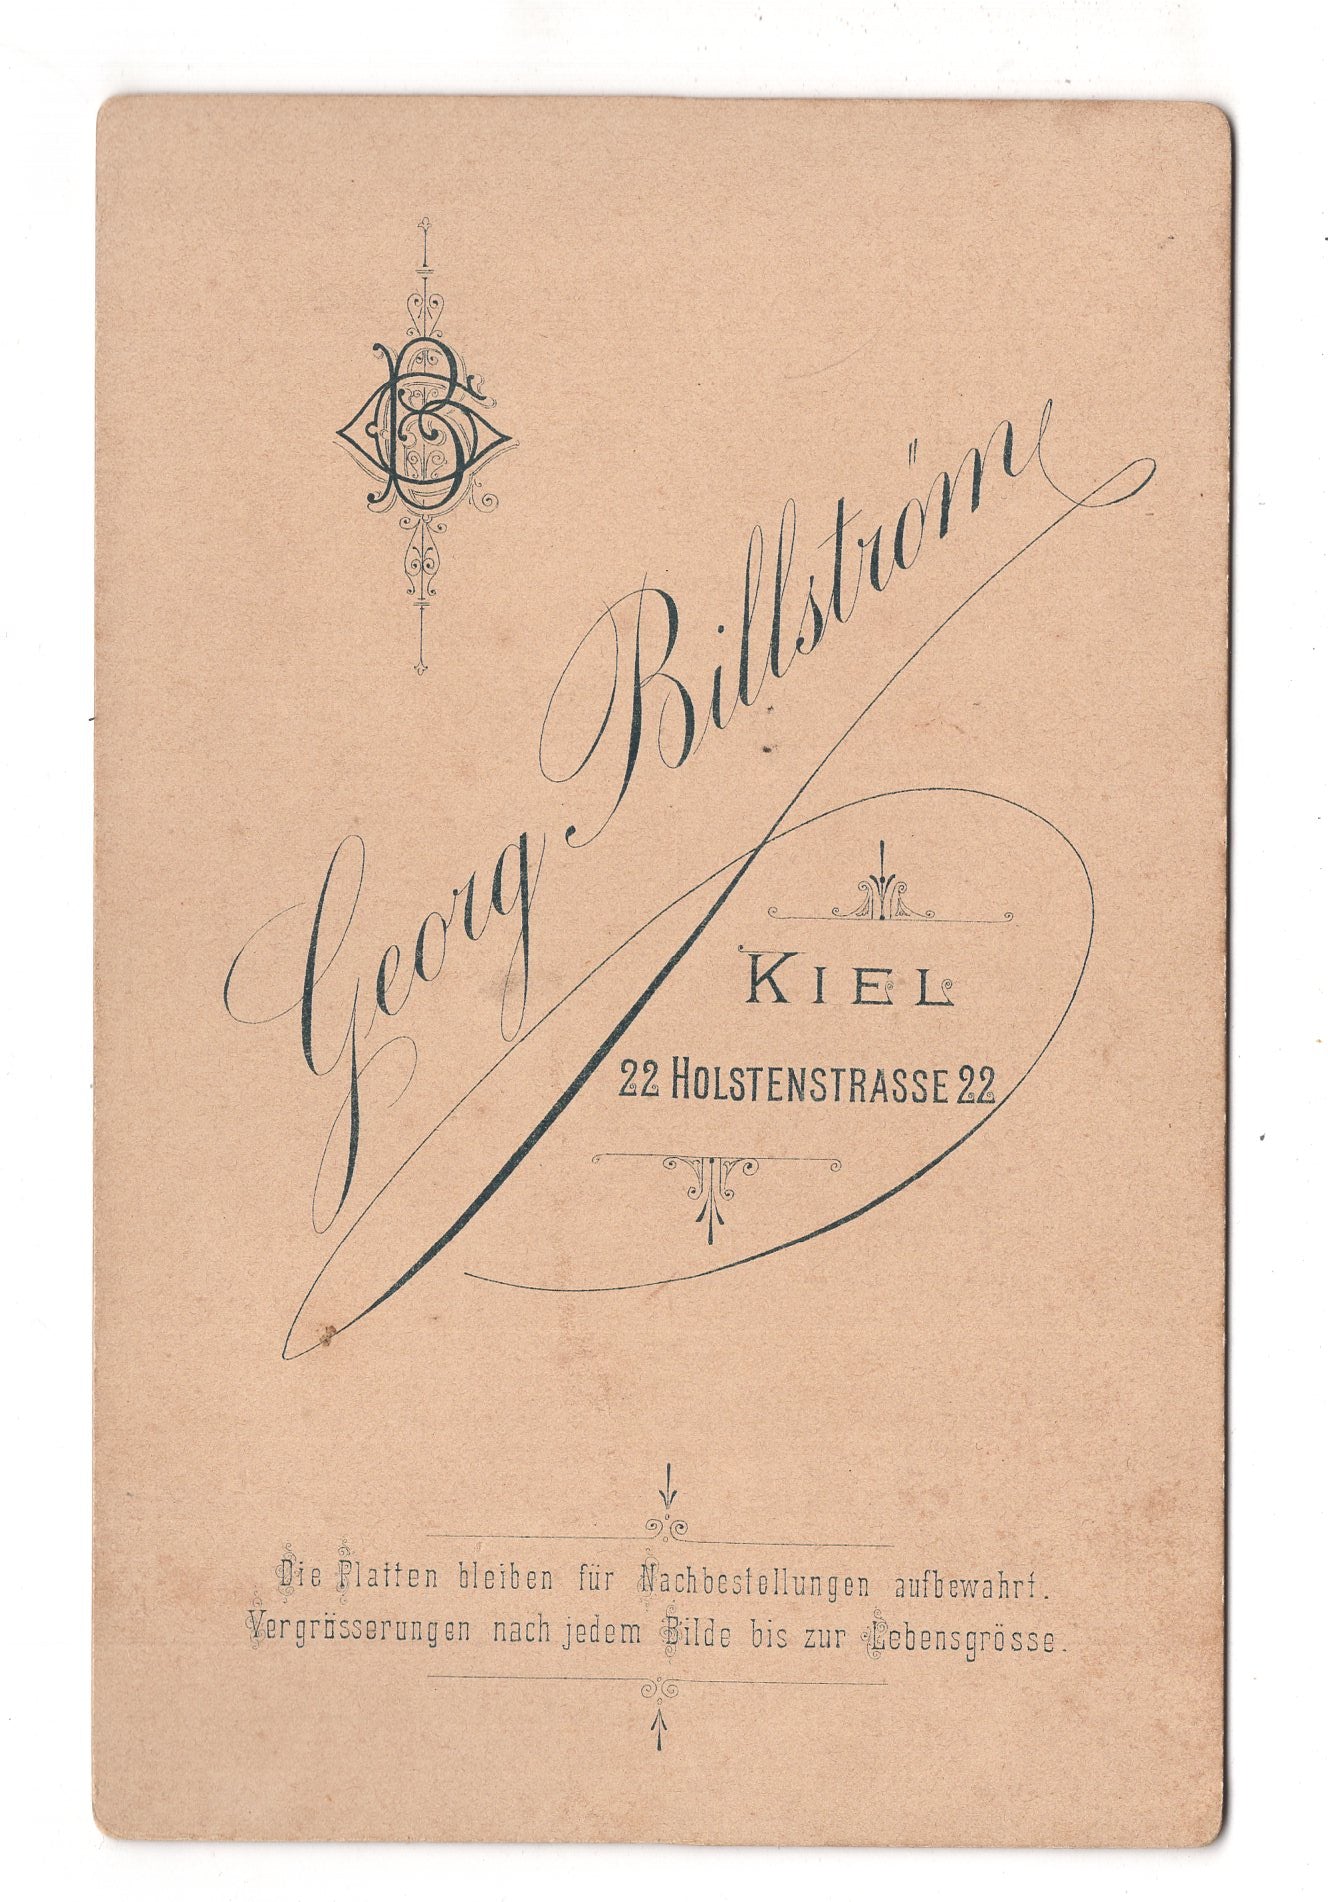 GB
Georg Billström
KIEL
22 HOLSTENSTRASSE 22
Die Platten bleiben für Nachbestellungen aufbewahrt.
Vergrösserungen nach jedem Bilde bis zur Lebensgrösse.